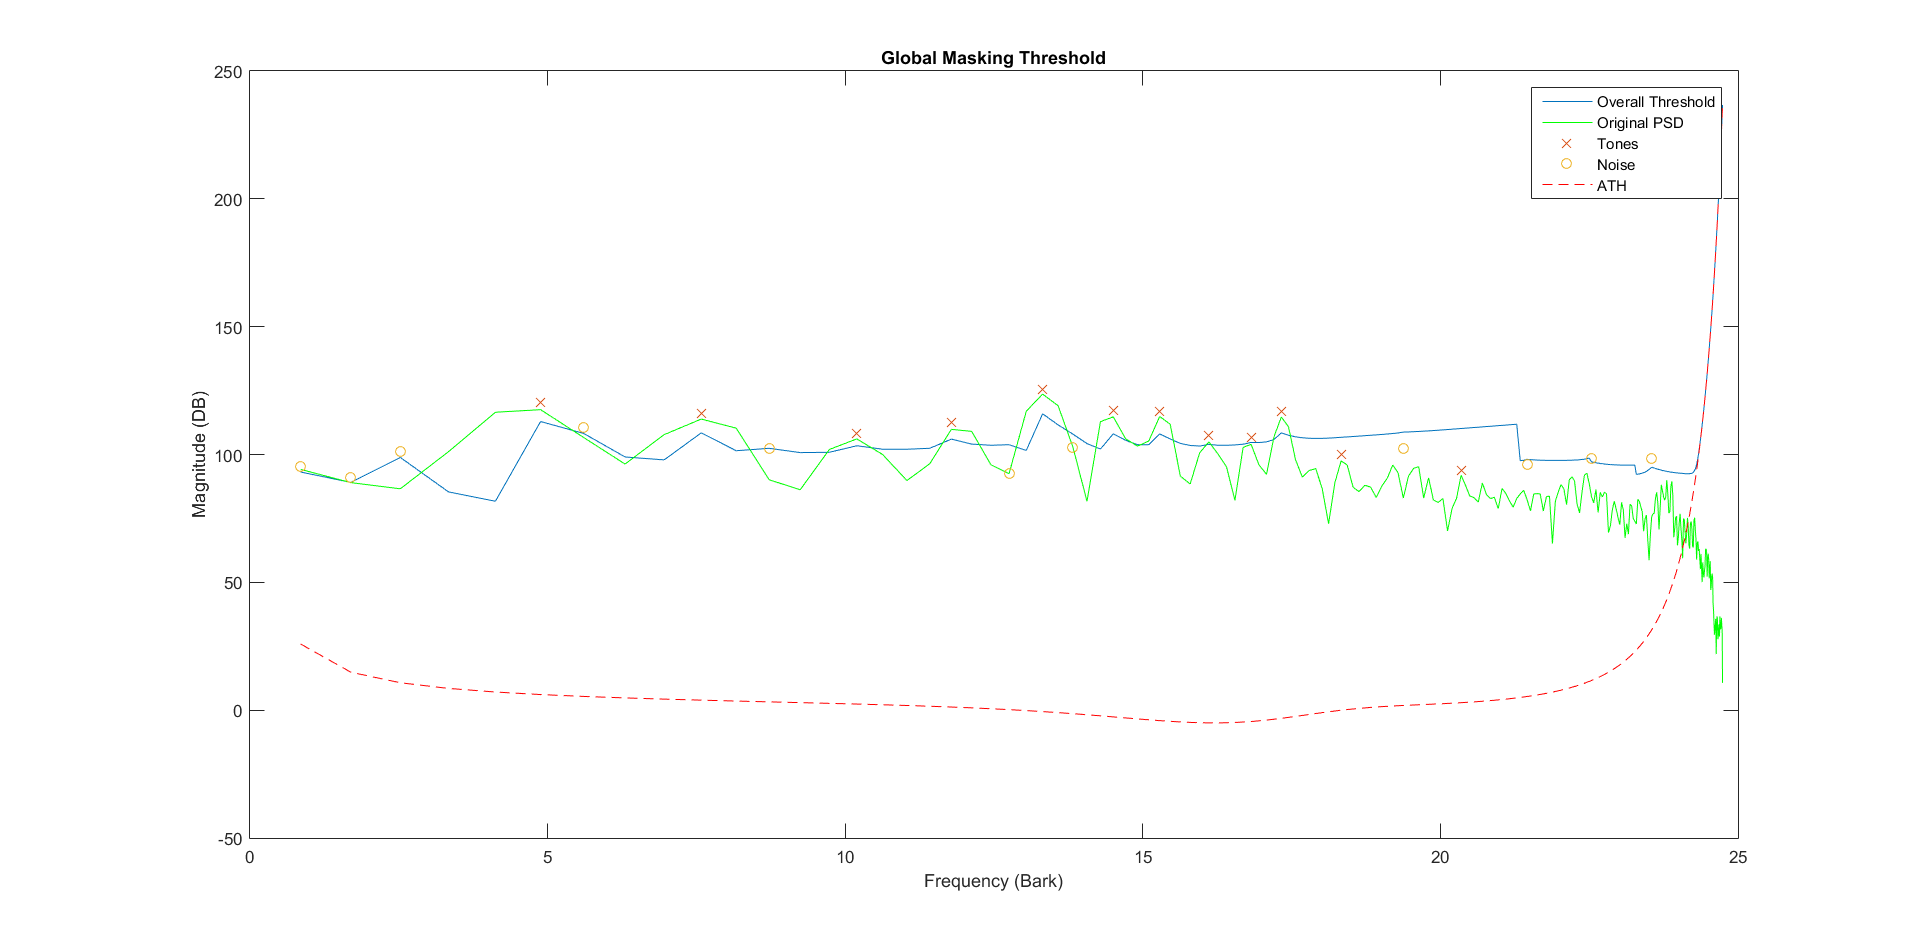 Global Masking Threshold
250
200
150
100
50
0
-50
Magnitude (DB)
Overall Threshold
Original PSD
Tones
Noise
ATH
0 5 10 15 20 25
Frequency (Bark)